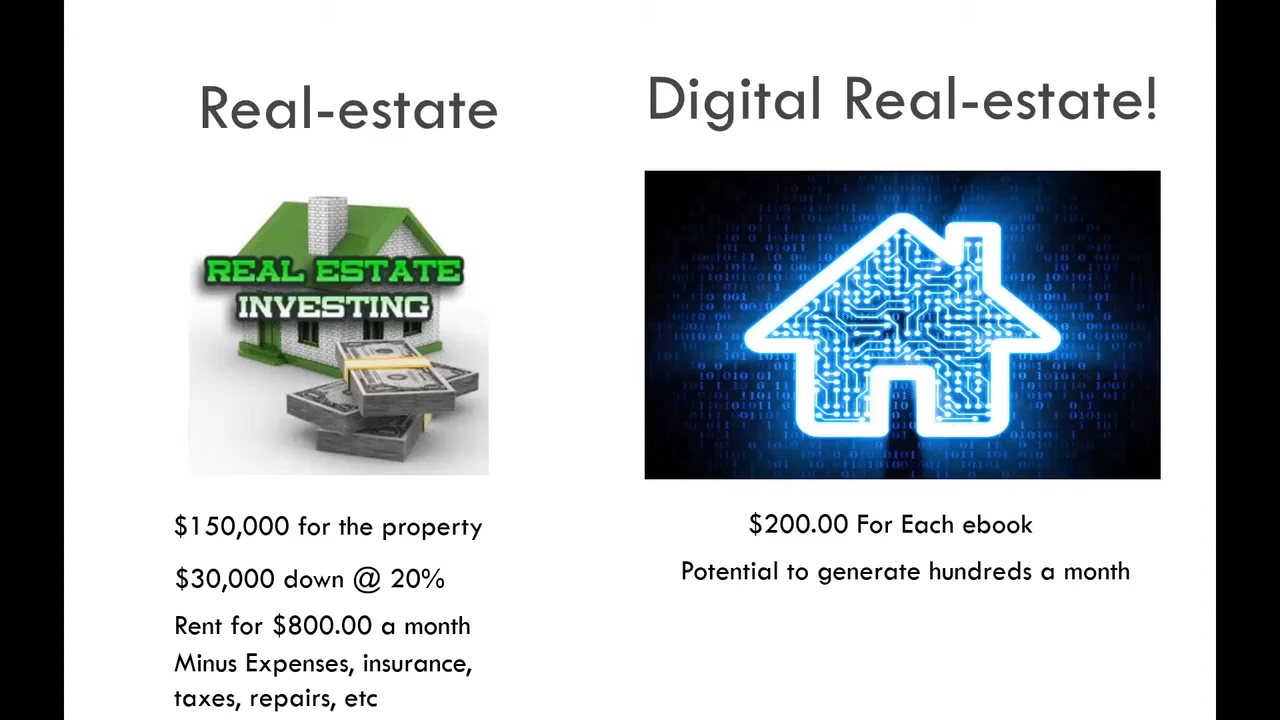 Real-estate
REAL ESTATE
INVESTING
$150,000 for the property
$30,000 down @ 20%
Rent for $800.00 a month
Minus Expenses, insurance,
taxes, repairs, etc
Digital Real-estate!
$200.00 For Each ebook
Potential to generate hundreds a month